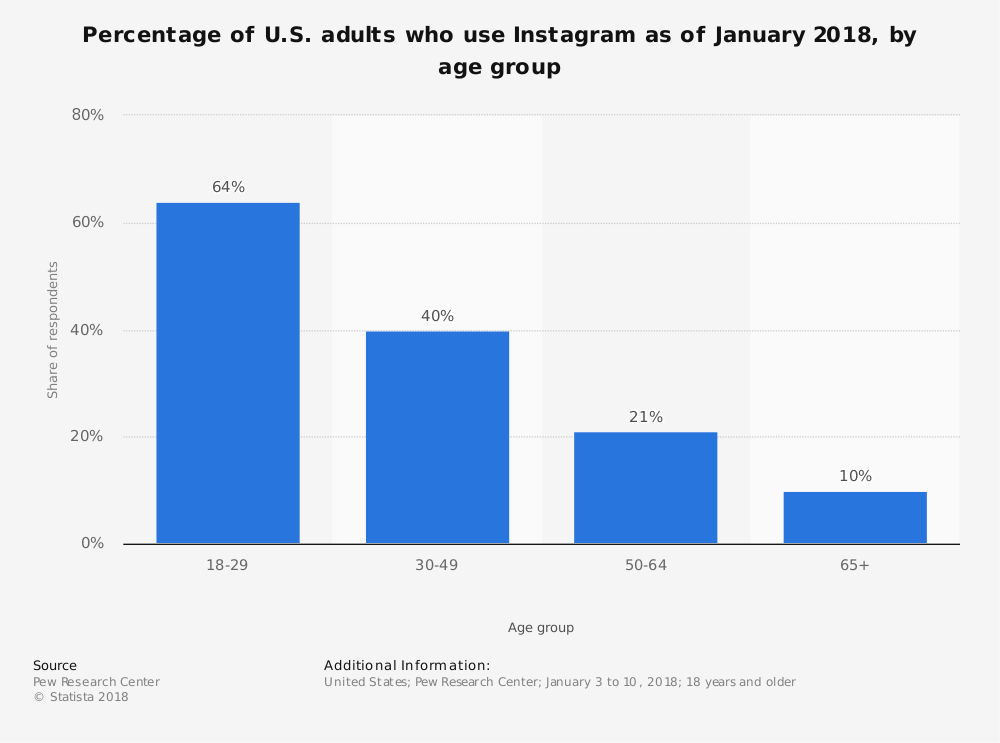 Percentage of U.S. adults who use Instagram as of January 2018, by
age group
80%
60%
40%
20%
0%
Share of respondents
64%
40%
21%
10%
18-29
30-49
50-64
65+
Age group
Source
Pew Research Center
© Statista 2018
Additional Information:
United States; Pew Research Center; January 3 to 10, 2018; 18 years and older